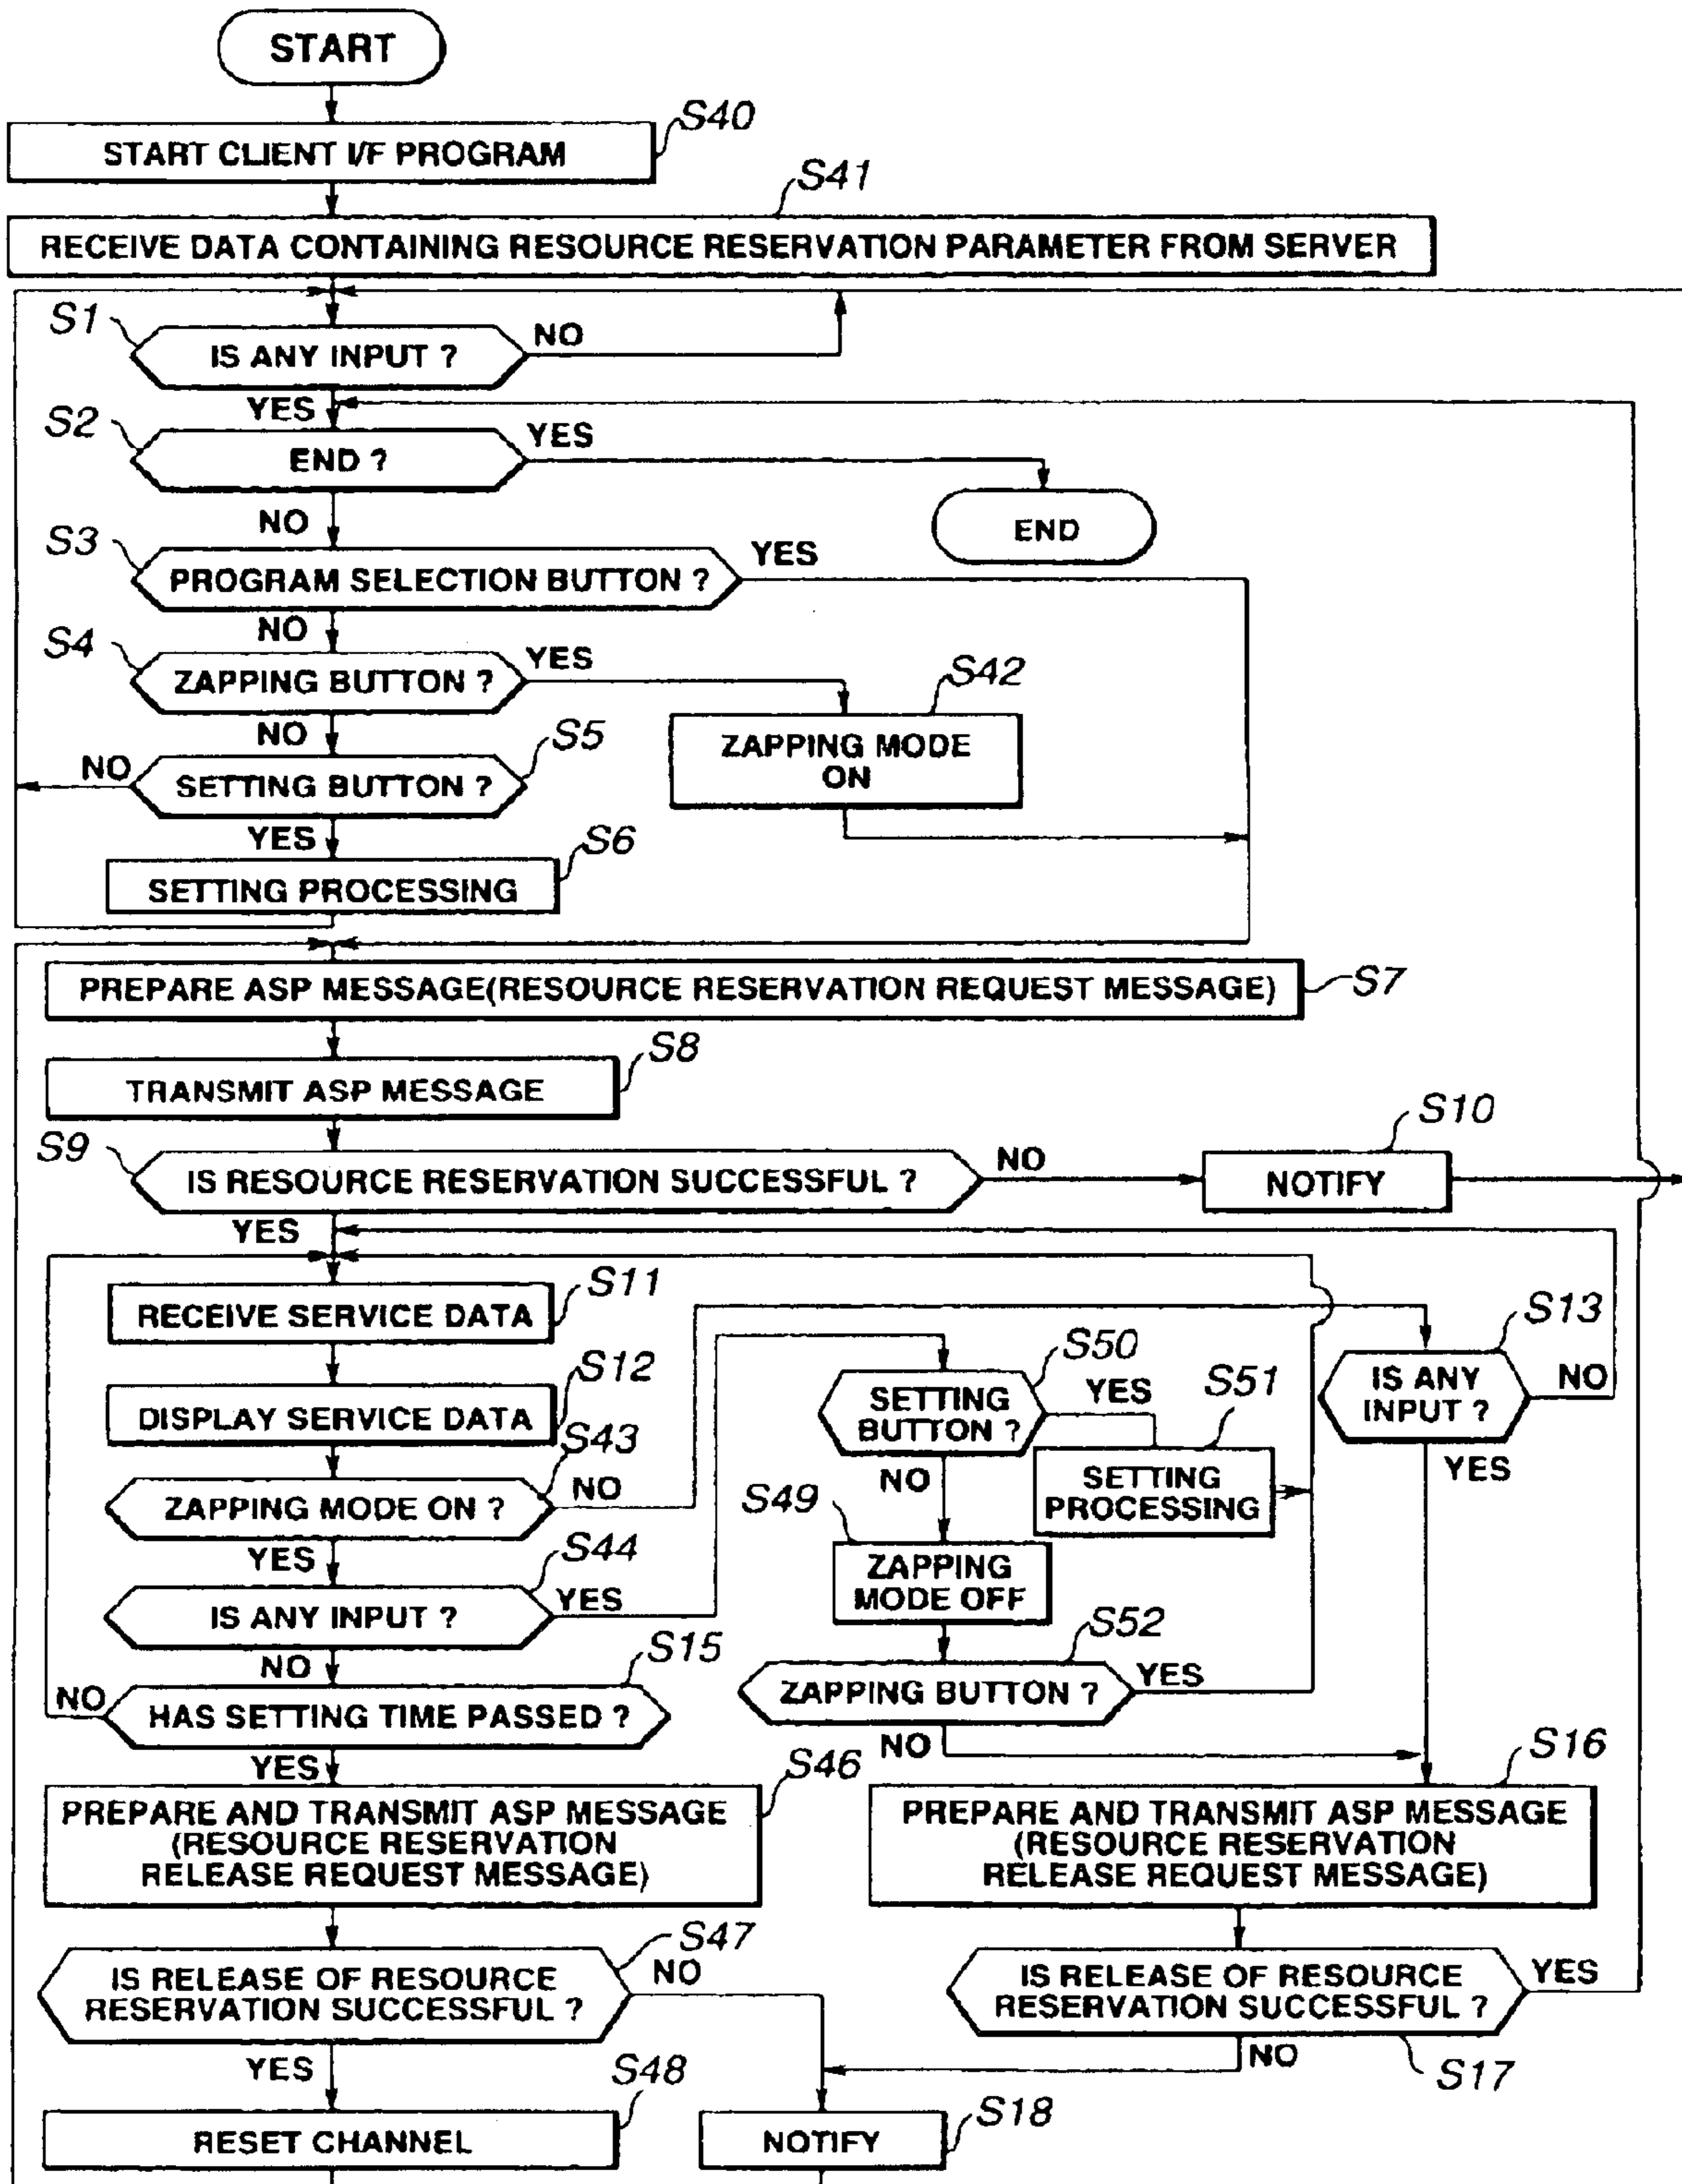 START
S40
START CLIENT I/F PROGRAM
S41
RECEIVE DATA CONTAINING RESOURCE RESERVATION PARAMETER FROM SERVER
S1
IS ANY INPUT ?
NO
YES
S2
END ?
YES
END
NO
S3
PROGRAM SELECTION BUTTON ?
YES
NO
S4
ZAPPING BUTTON ?
YES
S42
ZAPPING MODE
ON
NO
S5
NO
SETTING BUTTON ?
YES
S6
SETTING PROCESSING
PREPARE ASP MESSAGE(RESOURCE RESERVATION REQUEST MESSAGE)
S7
S8
TRANSMIT ASP MESSAGE
S9
IS RESOURCE RESERVATION SUCCESSFUL ?
NO
S10
NOTIFY
YES
S11
RECEIVE SERVICE DATA
S12
DISPLAY SERVICE DATA
S43
ZAPPING MODE ON ?
NO
YES
S44
IS ANY INPUT ?
YES
NO
S15
NO
HAS SETTING TIME PASSED ?
YES
S50
SETTING
BUTTON ?
YES
S51
SETTING
PROCESSING
NO
S49
ZAPPING
MODE OFF
S52
ZAPPING BUTTON ?
YES
NO
S13
IS ANY
INPUT ?
NO
YES
S46
PREPARE AND TRANSMIT ASP MESSAGE
(RESOURCE RESERVATION
RELEASE REQUEST MESSAGE)
S16
PREPARE AND TRANSMIT ASP MESSAGE
(RESOURCE RESERVATION
RELEASE REQUEST MESSAGE)
S47
IS RELEASE OF RESOURCE
RESERVATION SUCCESSFUL ?
NO
YES
IS RELEASE OF RESOURCE
RESERVATION SUCCESSFUL ?
YES
NO
S17
S48
RESET CHANNEL
S18
NOTIFY